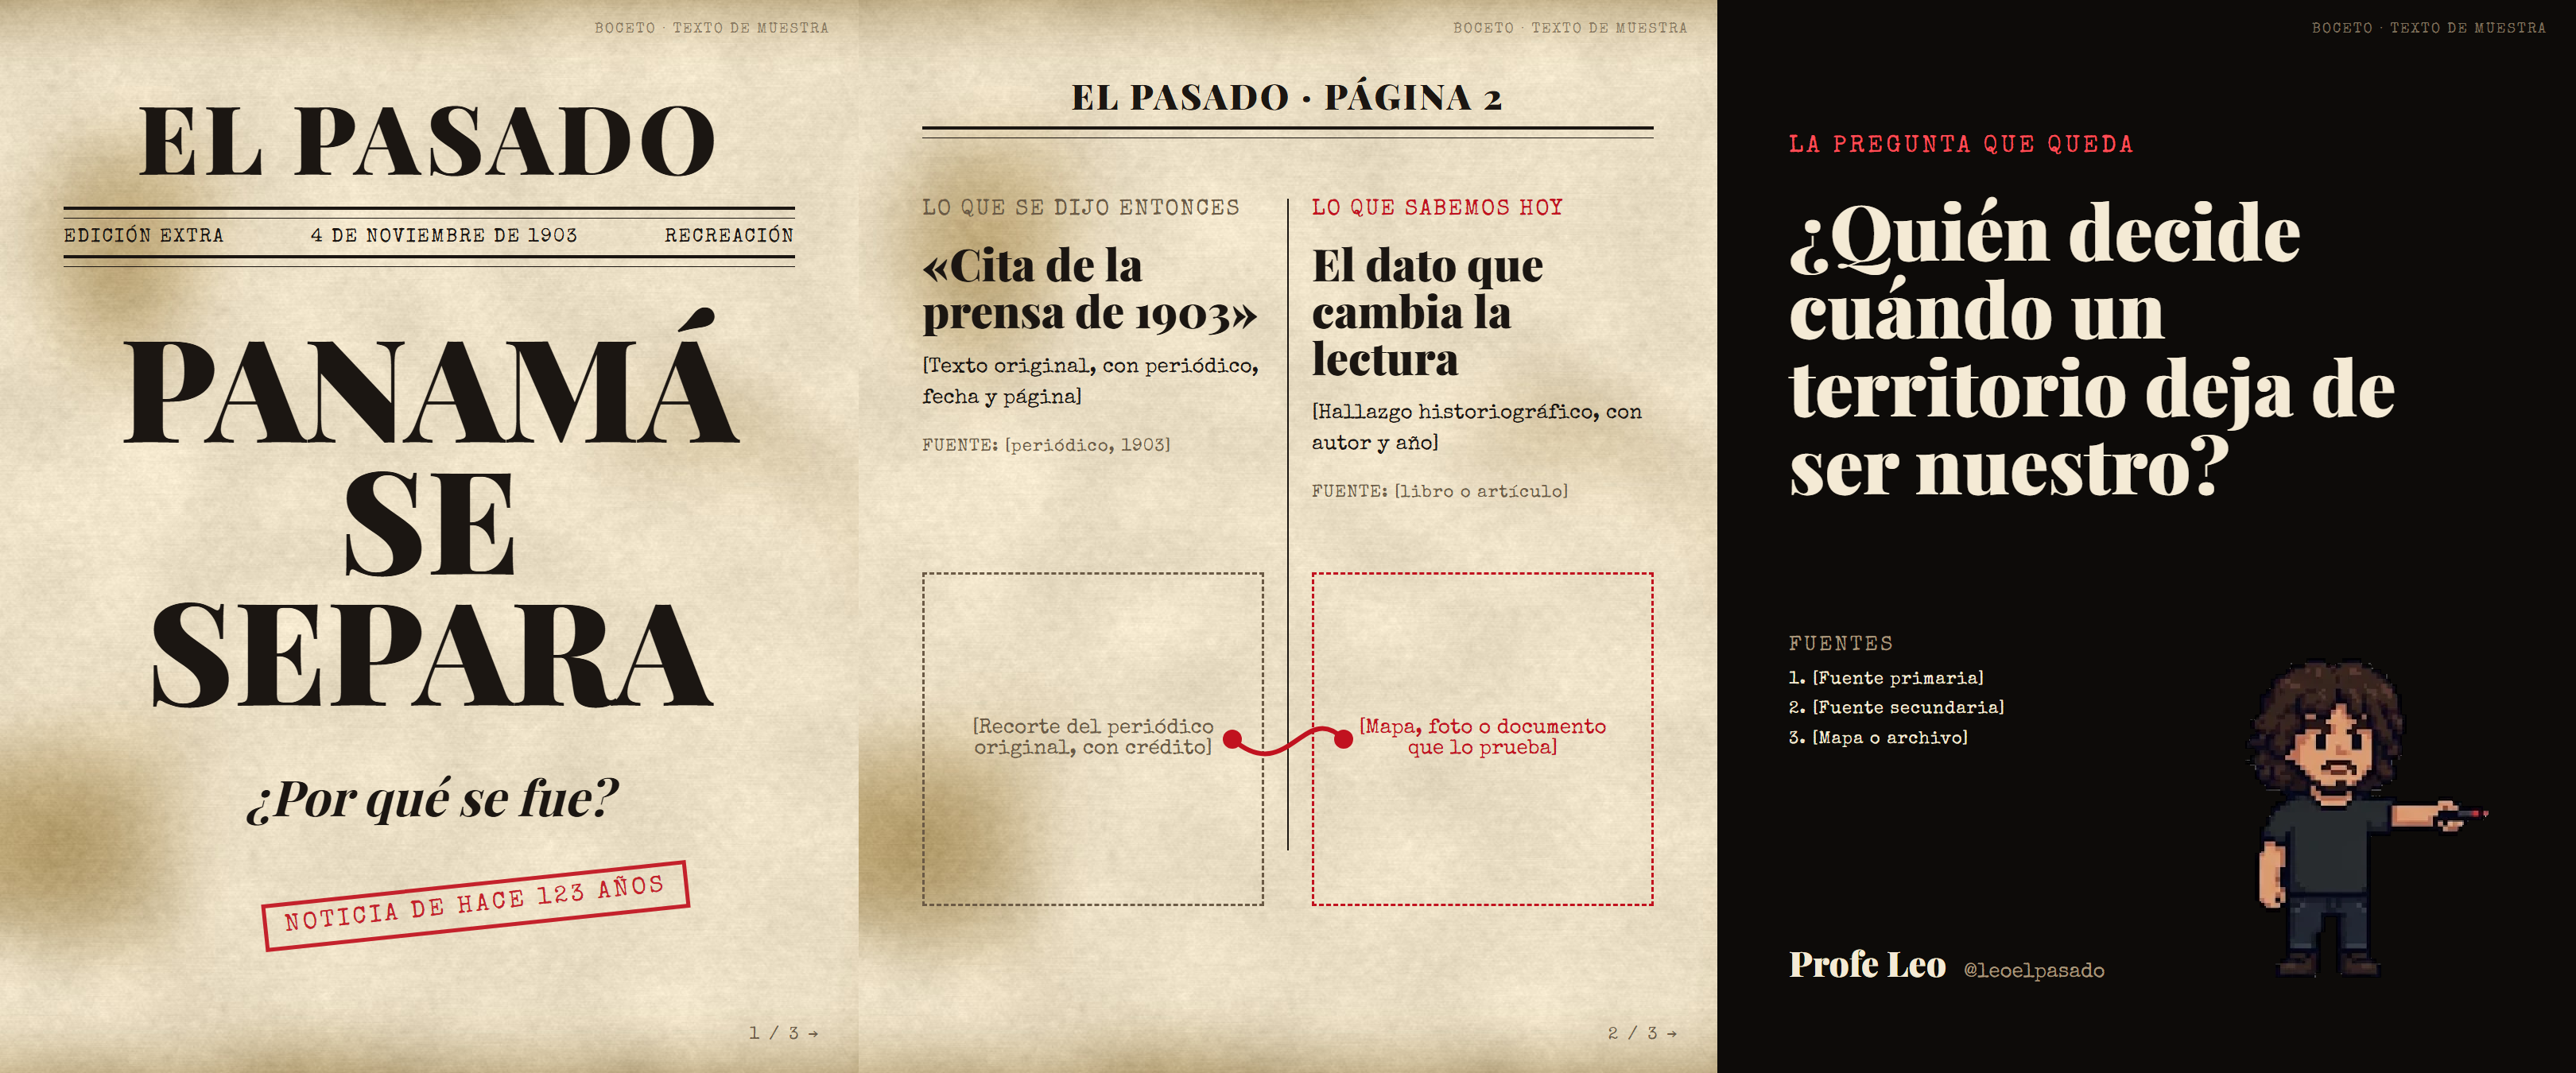 BOCETO · TEXTO DE MUESTRA
EL PASADO
EDICIÓN EXTRA
4 DE NOVIEMBRE DE 1903
RECREACIÓN
PANAMÁ
SE
SEPARA
¿Por qué se fue?
NOTICIA DE HACE 123 AÑOS
1 / 3 →
BOCETO · TEXTO DE MUESTRA
EL PASADO · PÁGINA 2
LO QUE SE DIJO ENTONCES
«Cita de la
prensa de 1903»
[Texto original, con periódico,
fecha y página]
FUENTE: [periódico, 1903]
[Recorte del periódico
original, con crédito]
LO QUE SABEMOS HOY
El dato que
cambia la
lectura
[Hallazgo historiográfico, con
autor y año]
FUENTE: [libro o artículo]
[Mapa, foto o documento
que lo prueba]
2 / 3 →
BOCETO · TEXTO DE MUESTRA
LA PREGUNTA QUE QUEDA
¿Quién decide
cuándo un
territorio deja de
ser nuestro?
FUENTES
1. [Fuente primaria]
2. [Fuente secundaria]
3. [Mapa o archivo]
Profe Leo @leoelpasado